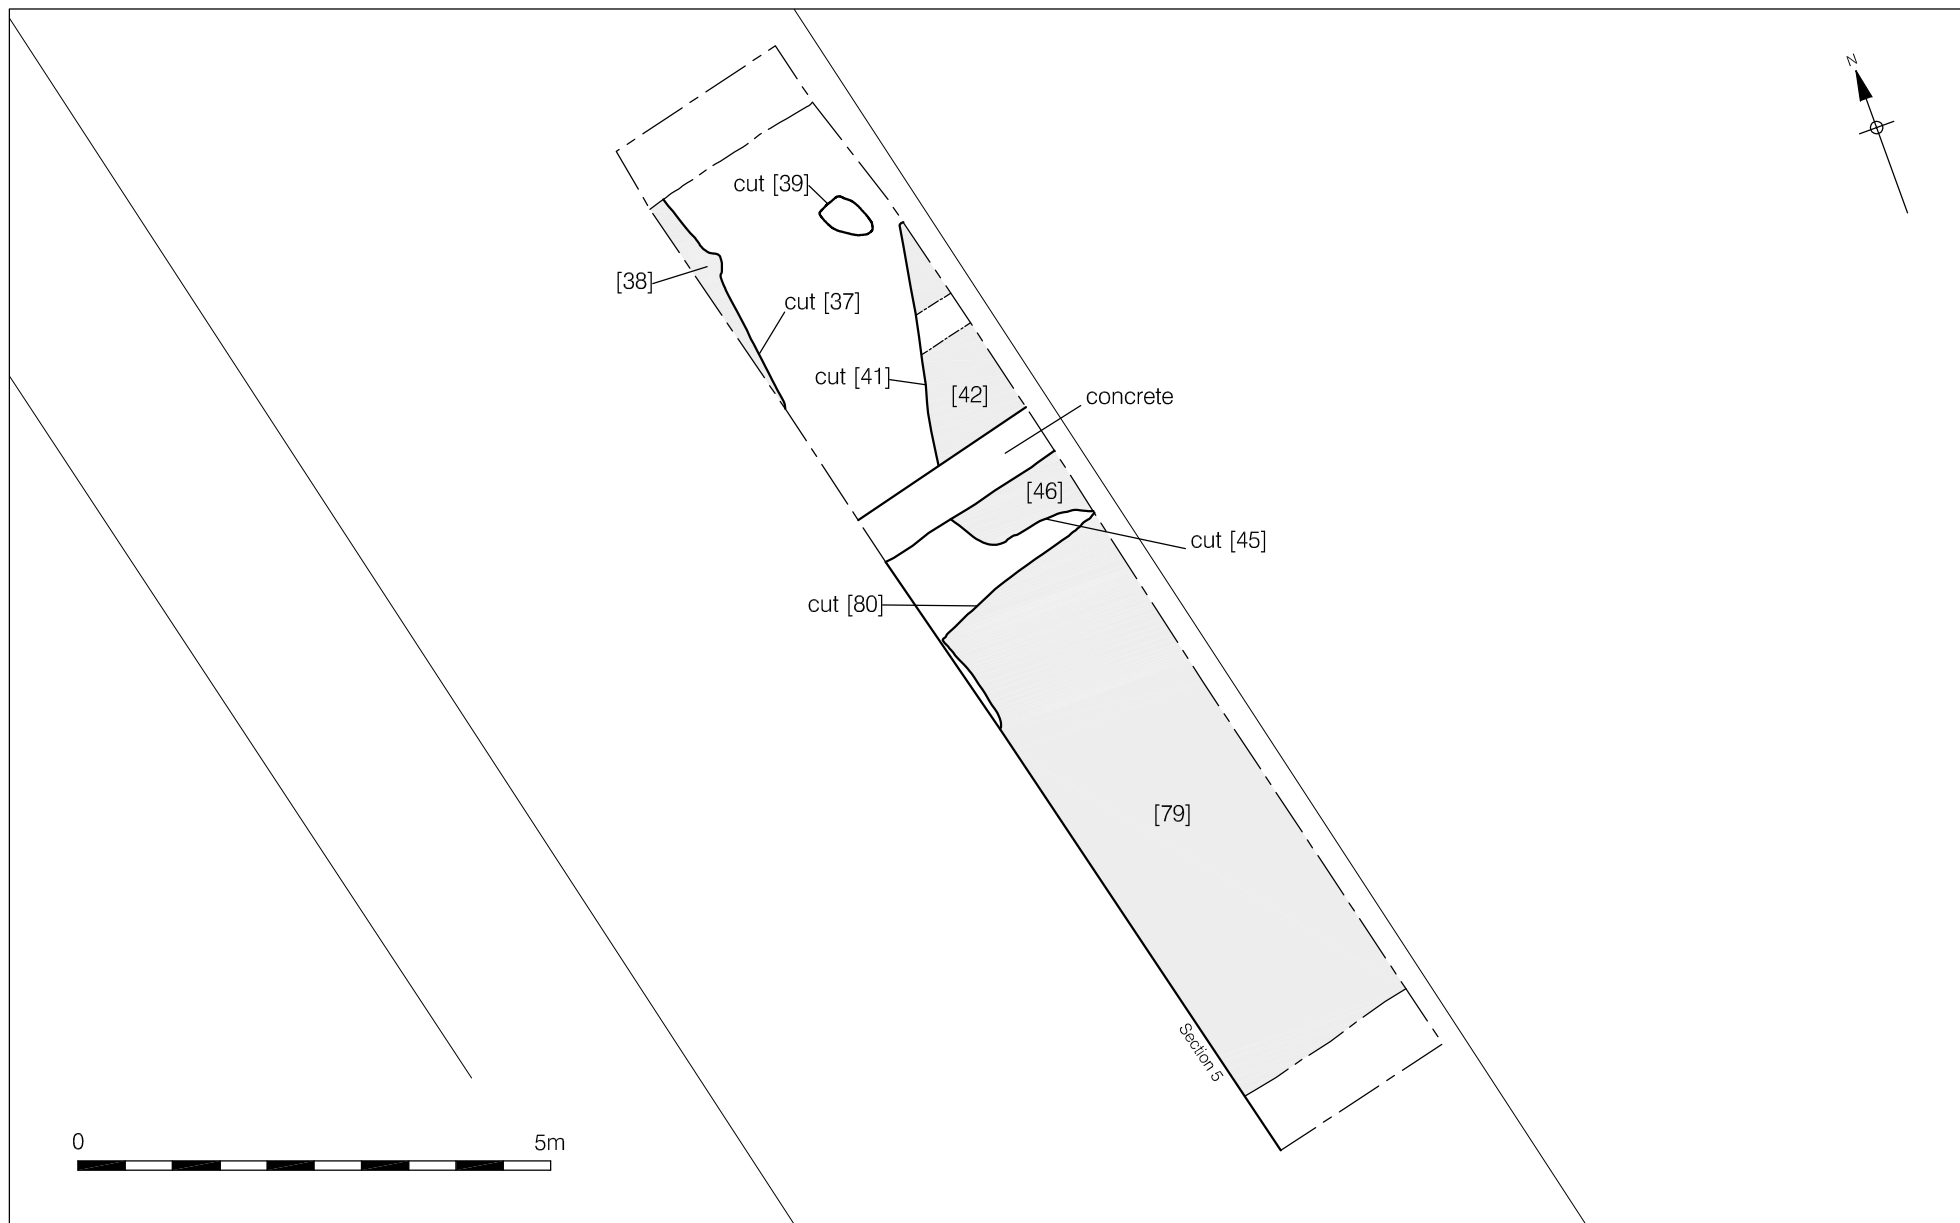 N
cut [39]
[38]
cut [37]
cut [41]
[42]
concrete
[46]
cut [45]
cut [80]
[79]
Section 5
0 5m